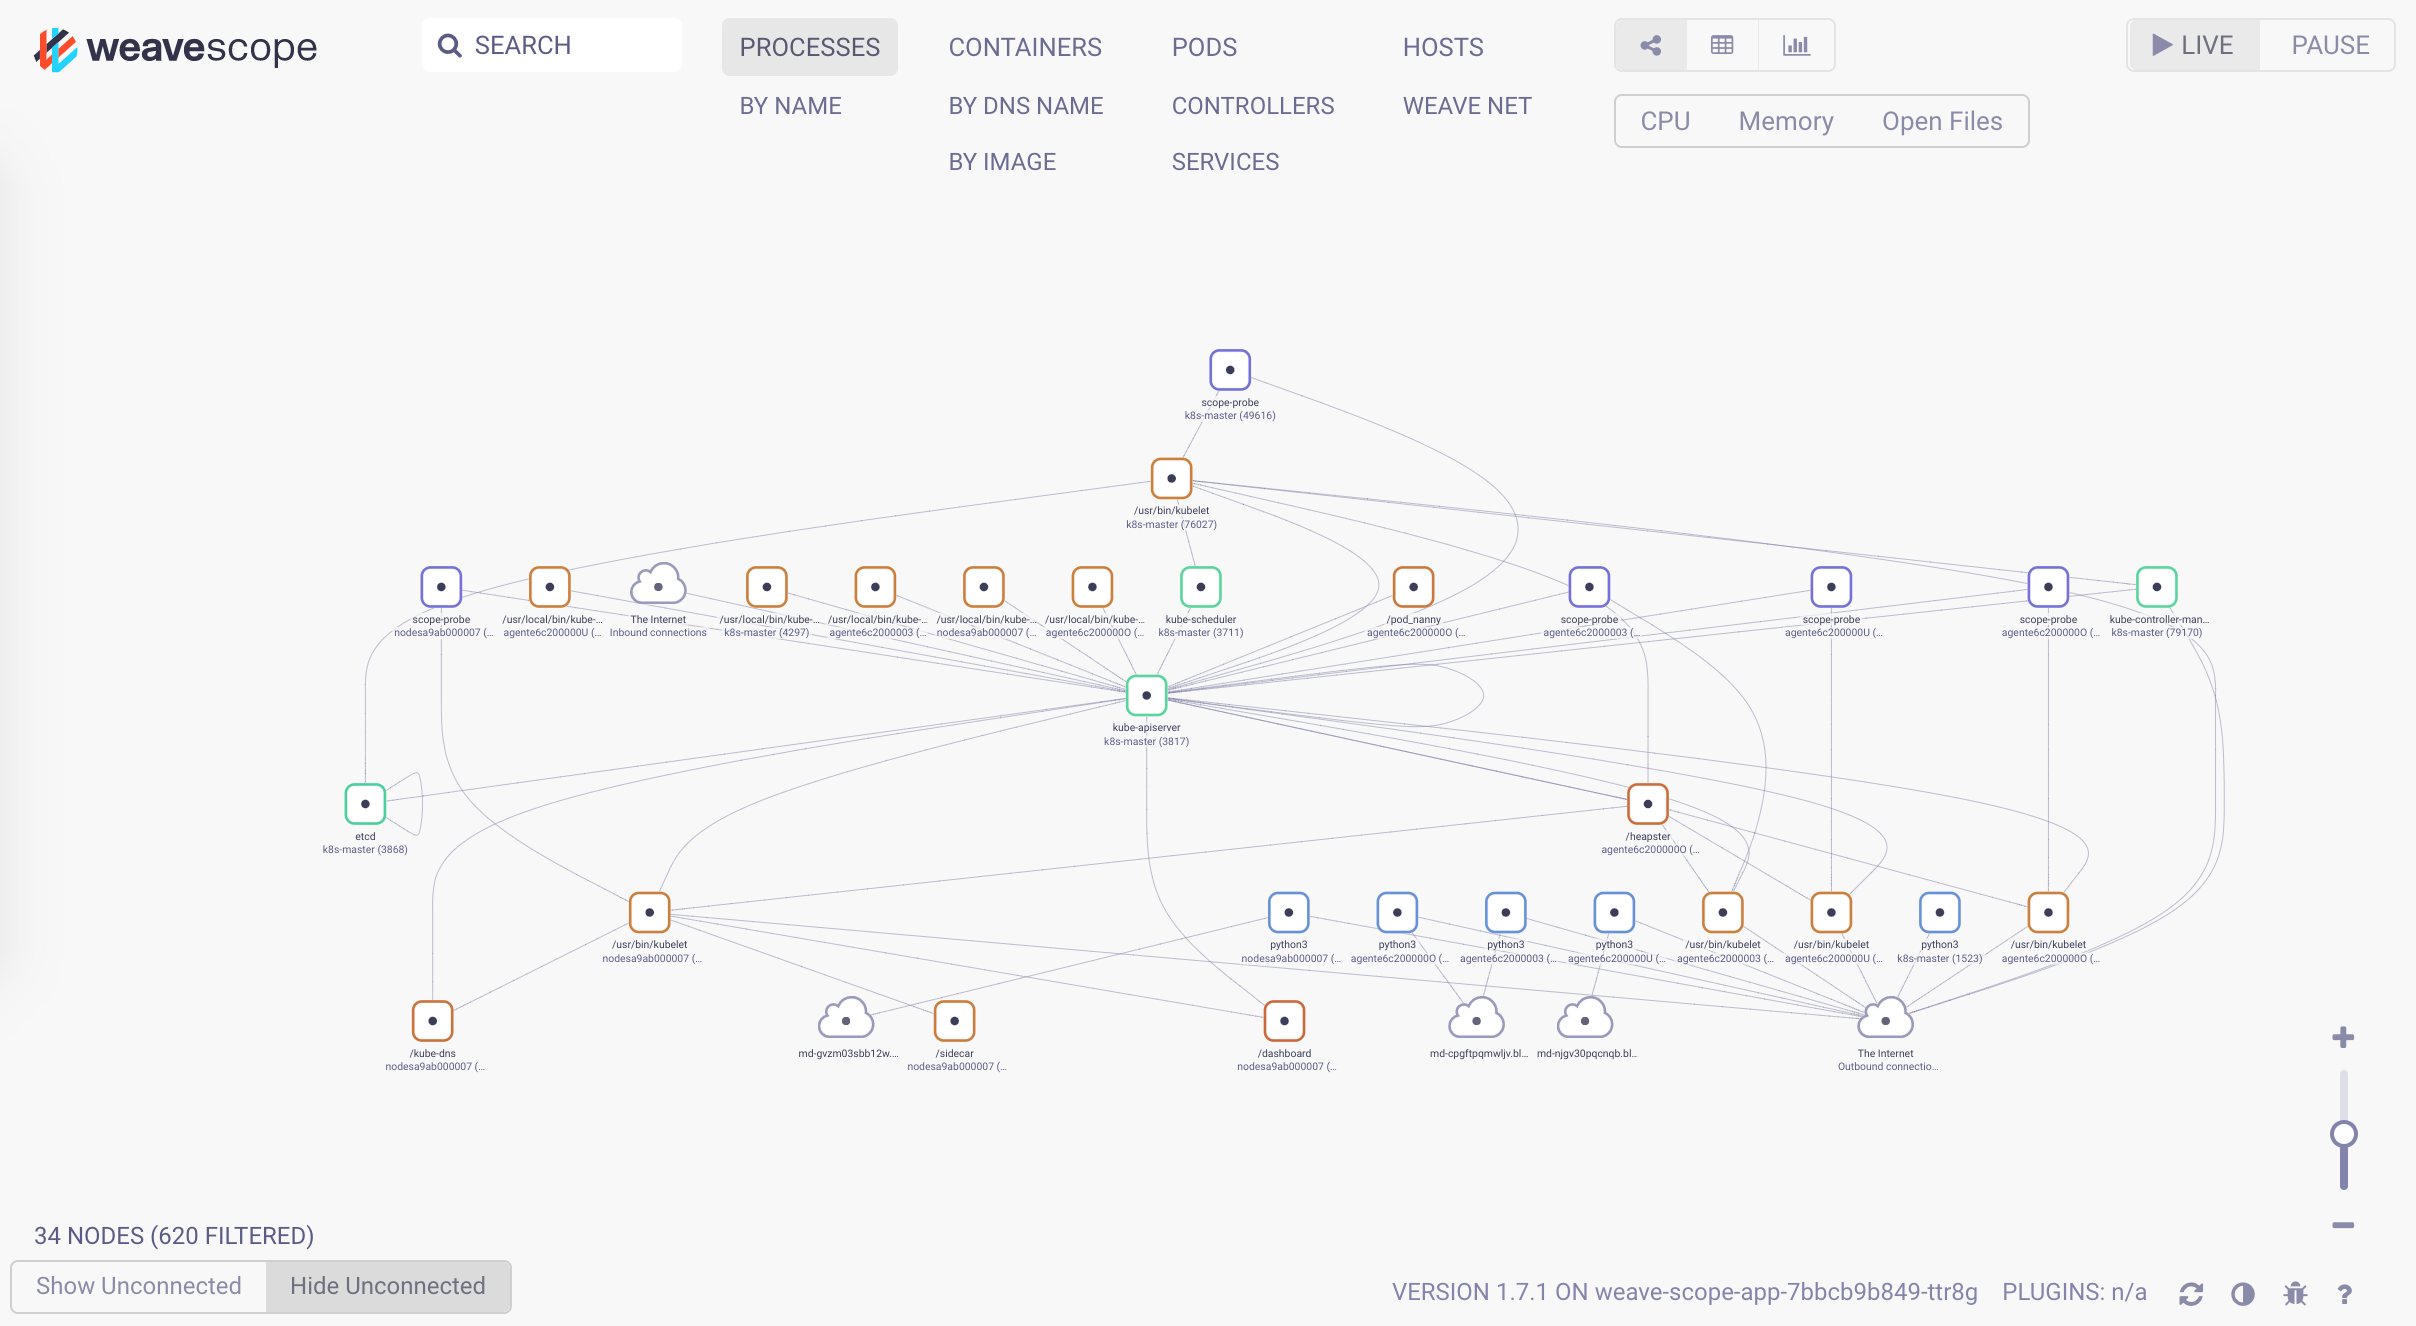 weavescope
SEARCH
PROCESSES
CONTAINERS
PODS
HOSTS
BY NAME
BY DNS NAME
CONTROLLERS
WEAVE NET
BY IMAGE
SERVICES
CPU Memory Open Files
LIVE PAUSE
scope-probe
k8s-master (49616)
/usr/bin/kubelet
k8s-master (76027)
scope-probe
nodesa9ab000007 (...
/usr/local/bin/kube-...
agente6c200000U (...
The Internet
Inbound connections
/usr/local/bin/kube-...
k8s-master (4297)
/usr/local/bin/kube-...
agente6c2000003 (...
/usr/local/bin/kube-...
nodesa9ab000007 (...
/usr/local/bin/kube-...
agente6c200000O (...
kube-scheduler
k8s-master (3711)
/pod_nanny
agente6c200000O (...
scope-probe
agente6c2000003 (...
scope-probe
agente6c200000U (...
scope-probe
agente6c200000O (...
kube-controller-man...
k8s-master (79170)
kube-apiserver
k8s-master (3817)
etcd
k8s-master (3868)
/heapster
agente6c200000O (...
/usr/bin/kubelet
nodesa9ab000007 (...
python3
nodesa9ab000007 (...
python3
agente6c200000O (...
python3
agente6c2000003 (...
python3
agente6c200000U (...
/usr/bin/kubelet
agente6c2000003 (...
/usr/bin/kubelet
agente6c200000U (...
python3
k8s-master (1523)
/usr/bin/kubelet
agente6c200000O (...
/kube-dns
nodesa9ab000007 (...
md-gvzm03sbb12w....
/sidecar
nodesa9ab000007 (...
/dashboard
nodesa9ab000007 (...
md-cpgftpqmwljv.bl...
md-njgv30pqcnqb.bl...
The Internet
Outbound connectio...
34 NODES (620 FILTERED)
Show Unconnected Hide Unconnected
VERSION 1.7.1 ON weave-scope-app-7bbcb9b849-ttr8g PLUGINS: n/a